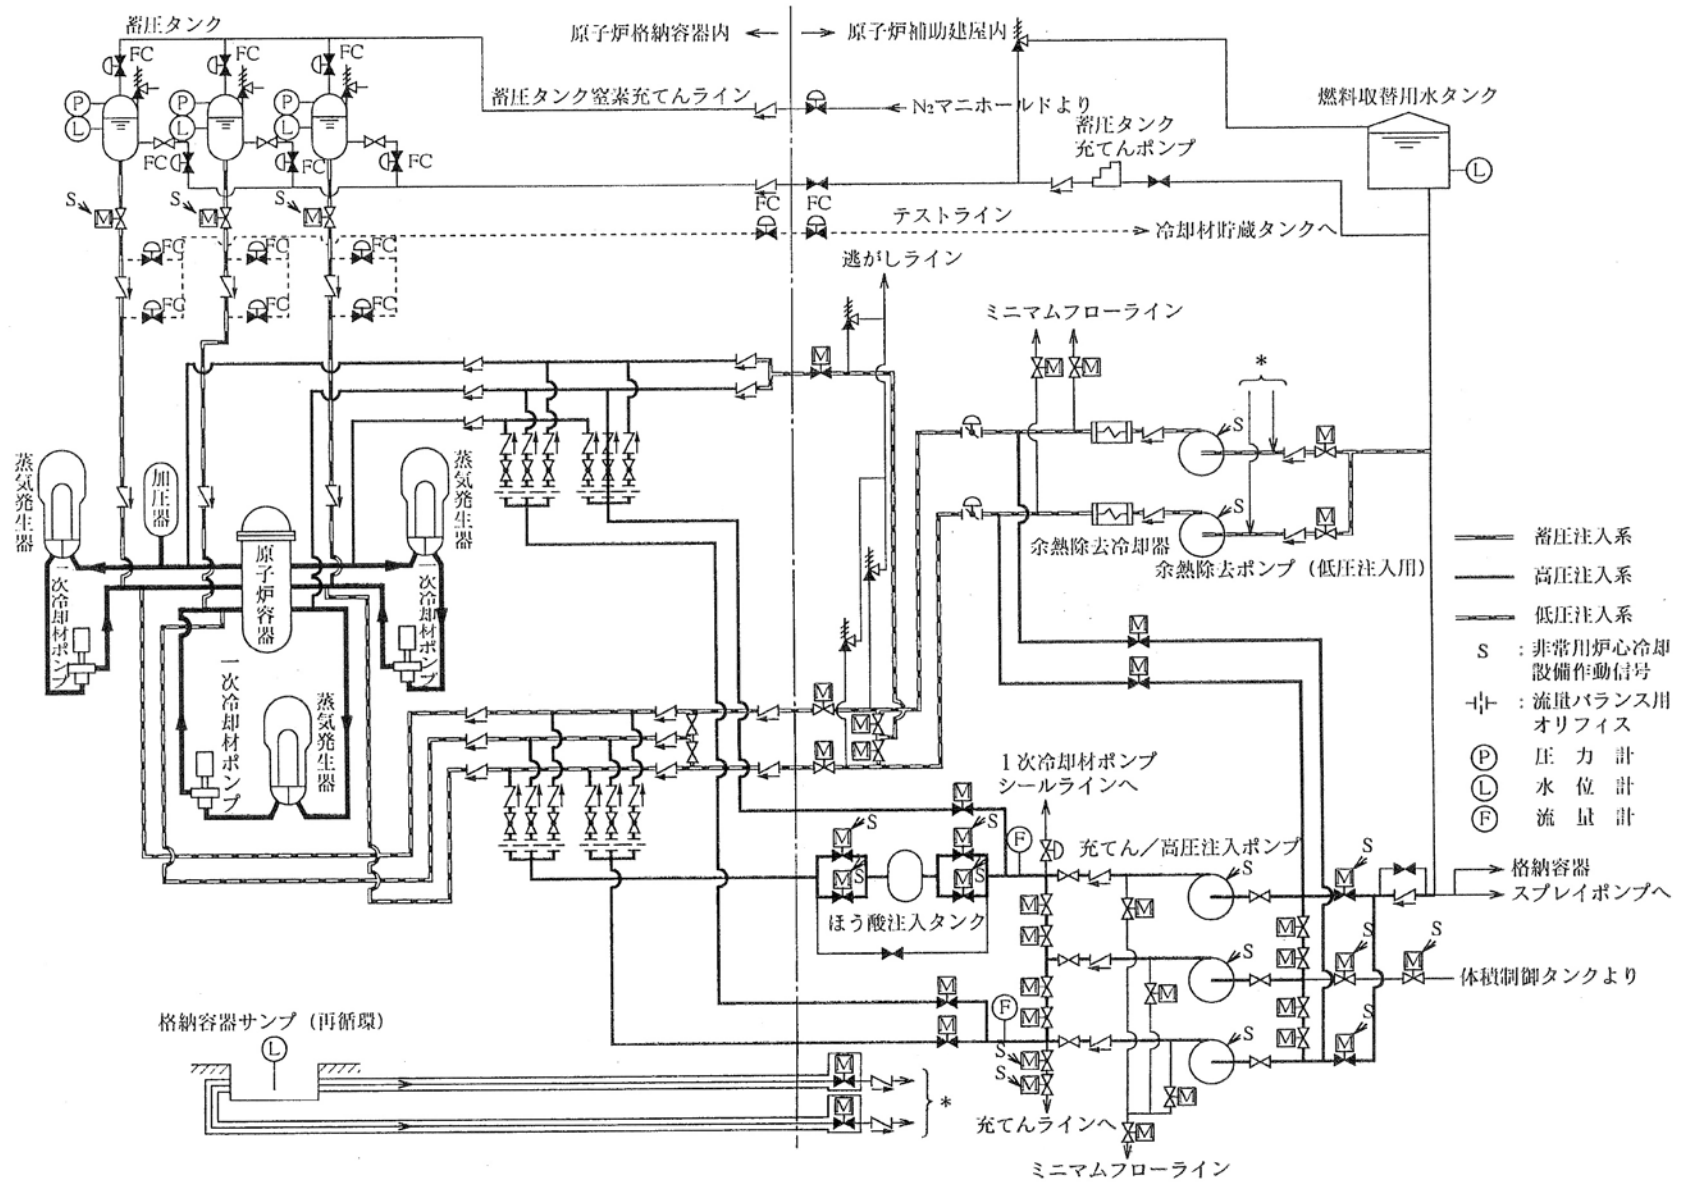 蓄圧タンク
原子炉格納容器内
原子炉補助建屋内
FC
FC
FC
P
P
P
L
L
L
蓄圧タンク窒素充てんライン
N₂マニホールドより
燃料取替用水タンク
蓄圧タンク
充てんポンプ
L
FC
FC
FC
S
S
S
M
M
M
FC
FC
テストライン
冷却材貯蔵タンクへ
FC
FC
FC
逃がしライン
FC
FC
FC
ミニマムフローライン
M
M
M
*
S
M
蒸気発生器
加圧器
蒸気発生器
原子炉容器
S
M
余熱除去冷却器
余熱除去ポンプ（低圧注入用）
蓄圧注入系
高圧注入系
低圧注入系
S
：非常用炉心冷却
設備作動信号
：流量バランス用
オリフィス
P
圧力計
L
水位計
F
流量計
一次冷却材ポンプ
一次冷却材ポンプ
一次冷却材ポンプ
蒸気発生器
M
M
M
M
M
M
1次冷却材ポンプ
シールラインへ
M
M
S
M
S
M
S
M
S
F
充てん／高圧注入ポンプ
S
M
S
格納容器
スプレイポンプへ
ほう酸注入タンク
M
M
M
M
M
S
M
S
M
S
体積制御タンクより
M
M
M
M
M
M
F
M
M
S
M
S
格納容器サンプ（再循環）
L
S
M
S
M
M
M
M
*
充てんラインへ
M
ミニマムフローライン